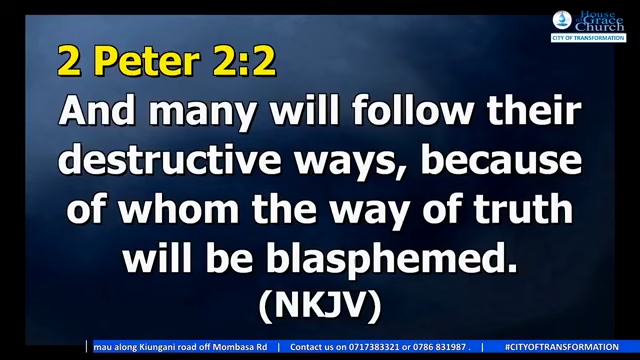 House
of Grace
Church
CITY OF TRANSFORMATION
2 Peter 2:2
And many will follow their
destructive ways, because
of whom the way of truth
will be blasphemed.
(NKJV)
mau along Kiungani road off Mombasa Rd | Contact us on 0717383321 or 0786 831987 . | #CITYOFTRANSFORMATION